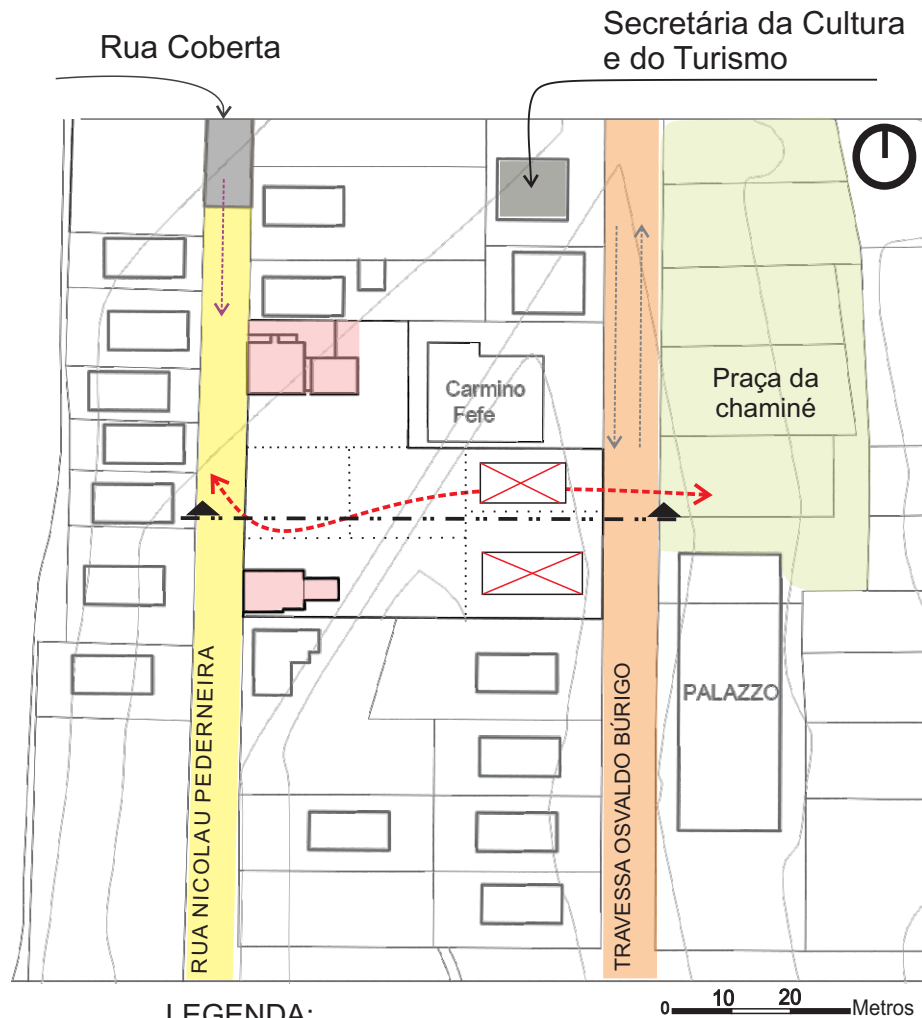 Rua Coberta
Secretária da Cultura
e do Turismo
Carmino
Fefe
Praça da
chaminé
PALAZZO
RUA NICOLAU PEDERNEIRA
TRAVESSA OSVALDO BÚRIGO
LEGENDA:
0 10 20 Metros